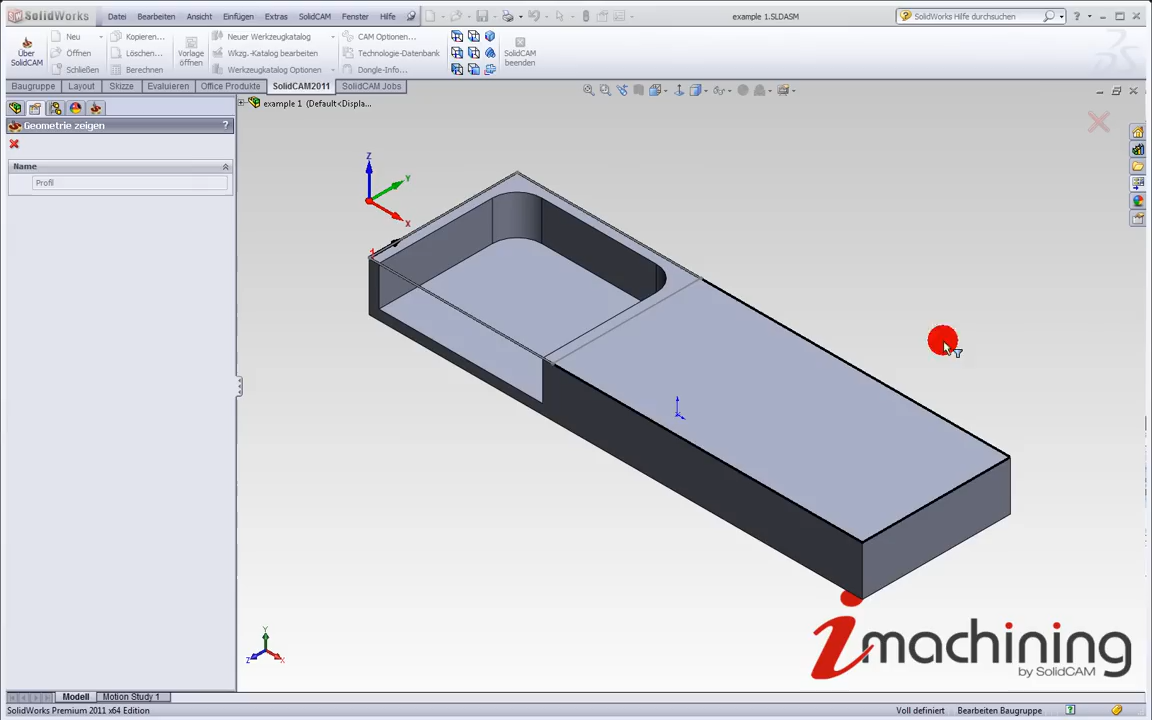 SolidWorks
Datei Bearbeiten Ansicht Einfügen Extras SolidCAM Fenster Hilfe
example 1.SLDASM
SolidWorks Hilfe durchsuchen
Über SolidCAM
Neu
Öffnen
Schließen
Kopieren...
Löschen...
Berechnen
Vorlage öffnen
Neuer Werkzeugkatalog
Wkzg.-Katalog bearbeiten
Werkzeugkatalog Optionen
CAM Optionen...
Technologie-Datenbank
Dongle-Info...
SolidCAM beenden
Baugruppe Layout Skizze Evaluieren Office Produkte SolidCAM2011 SolidCAM Jobs
example 1 (Default<Displa...
Geometrie zeigen ?
Name
Profil
Z
Y
X
1
Y
Z
X
imachining
by SolidCAM
Modell Motion Study 1
SolidWorks Premium 2011 x64 Edition
Voll definiert Bearbeiten Baugruppe